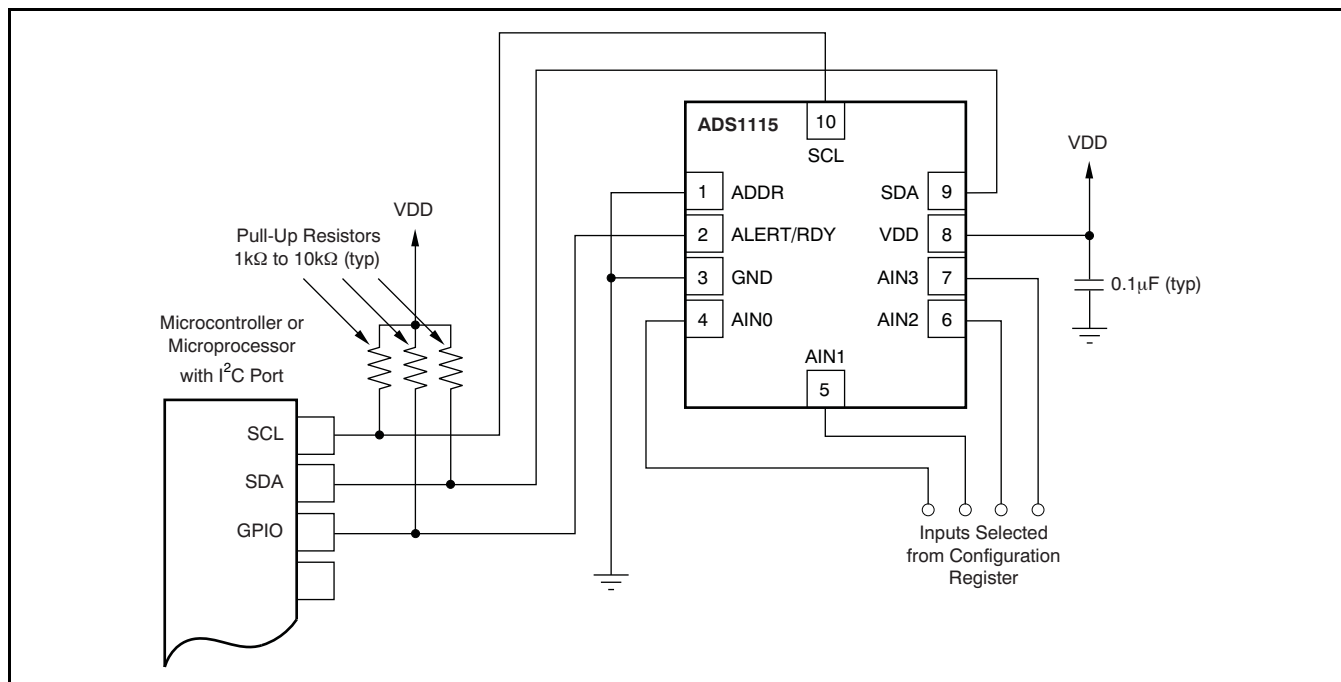 ADS1115
10
SCL
1 ADDR
2 ALERT/RDY
3 GND
4 AIN0
AIN1
5
SDA 9
VDD 8
AIN3 7
AIN2 6
VDD
0.1μF (typ)
VDD
Pull-Up Resistors
1kΩ to 10kΩ (typ)
Microcontroller or
Microprocessor
with I²C Port
SCL
SDA
GPIO
Inputs Selected
from Configuration
Register